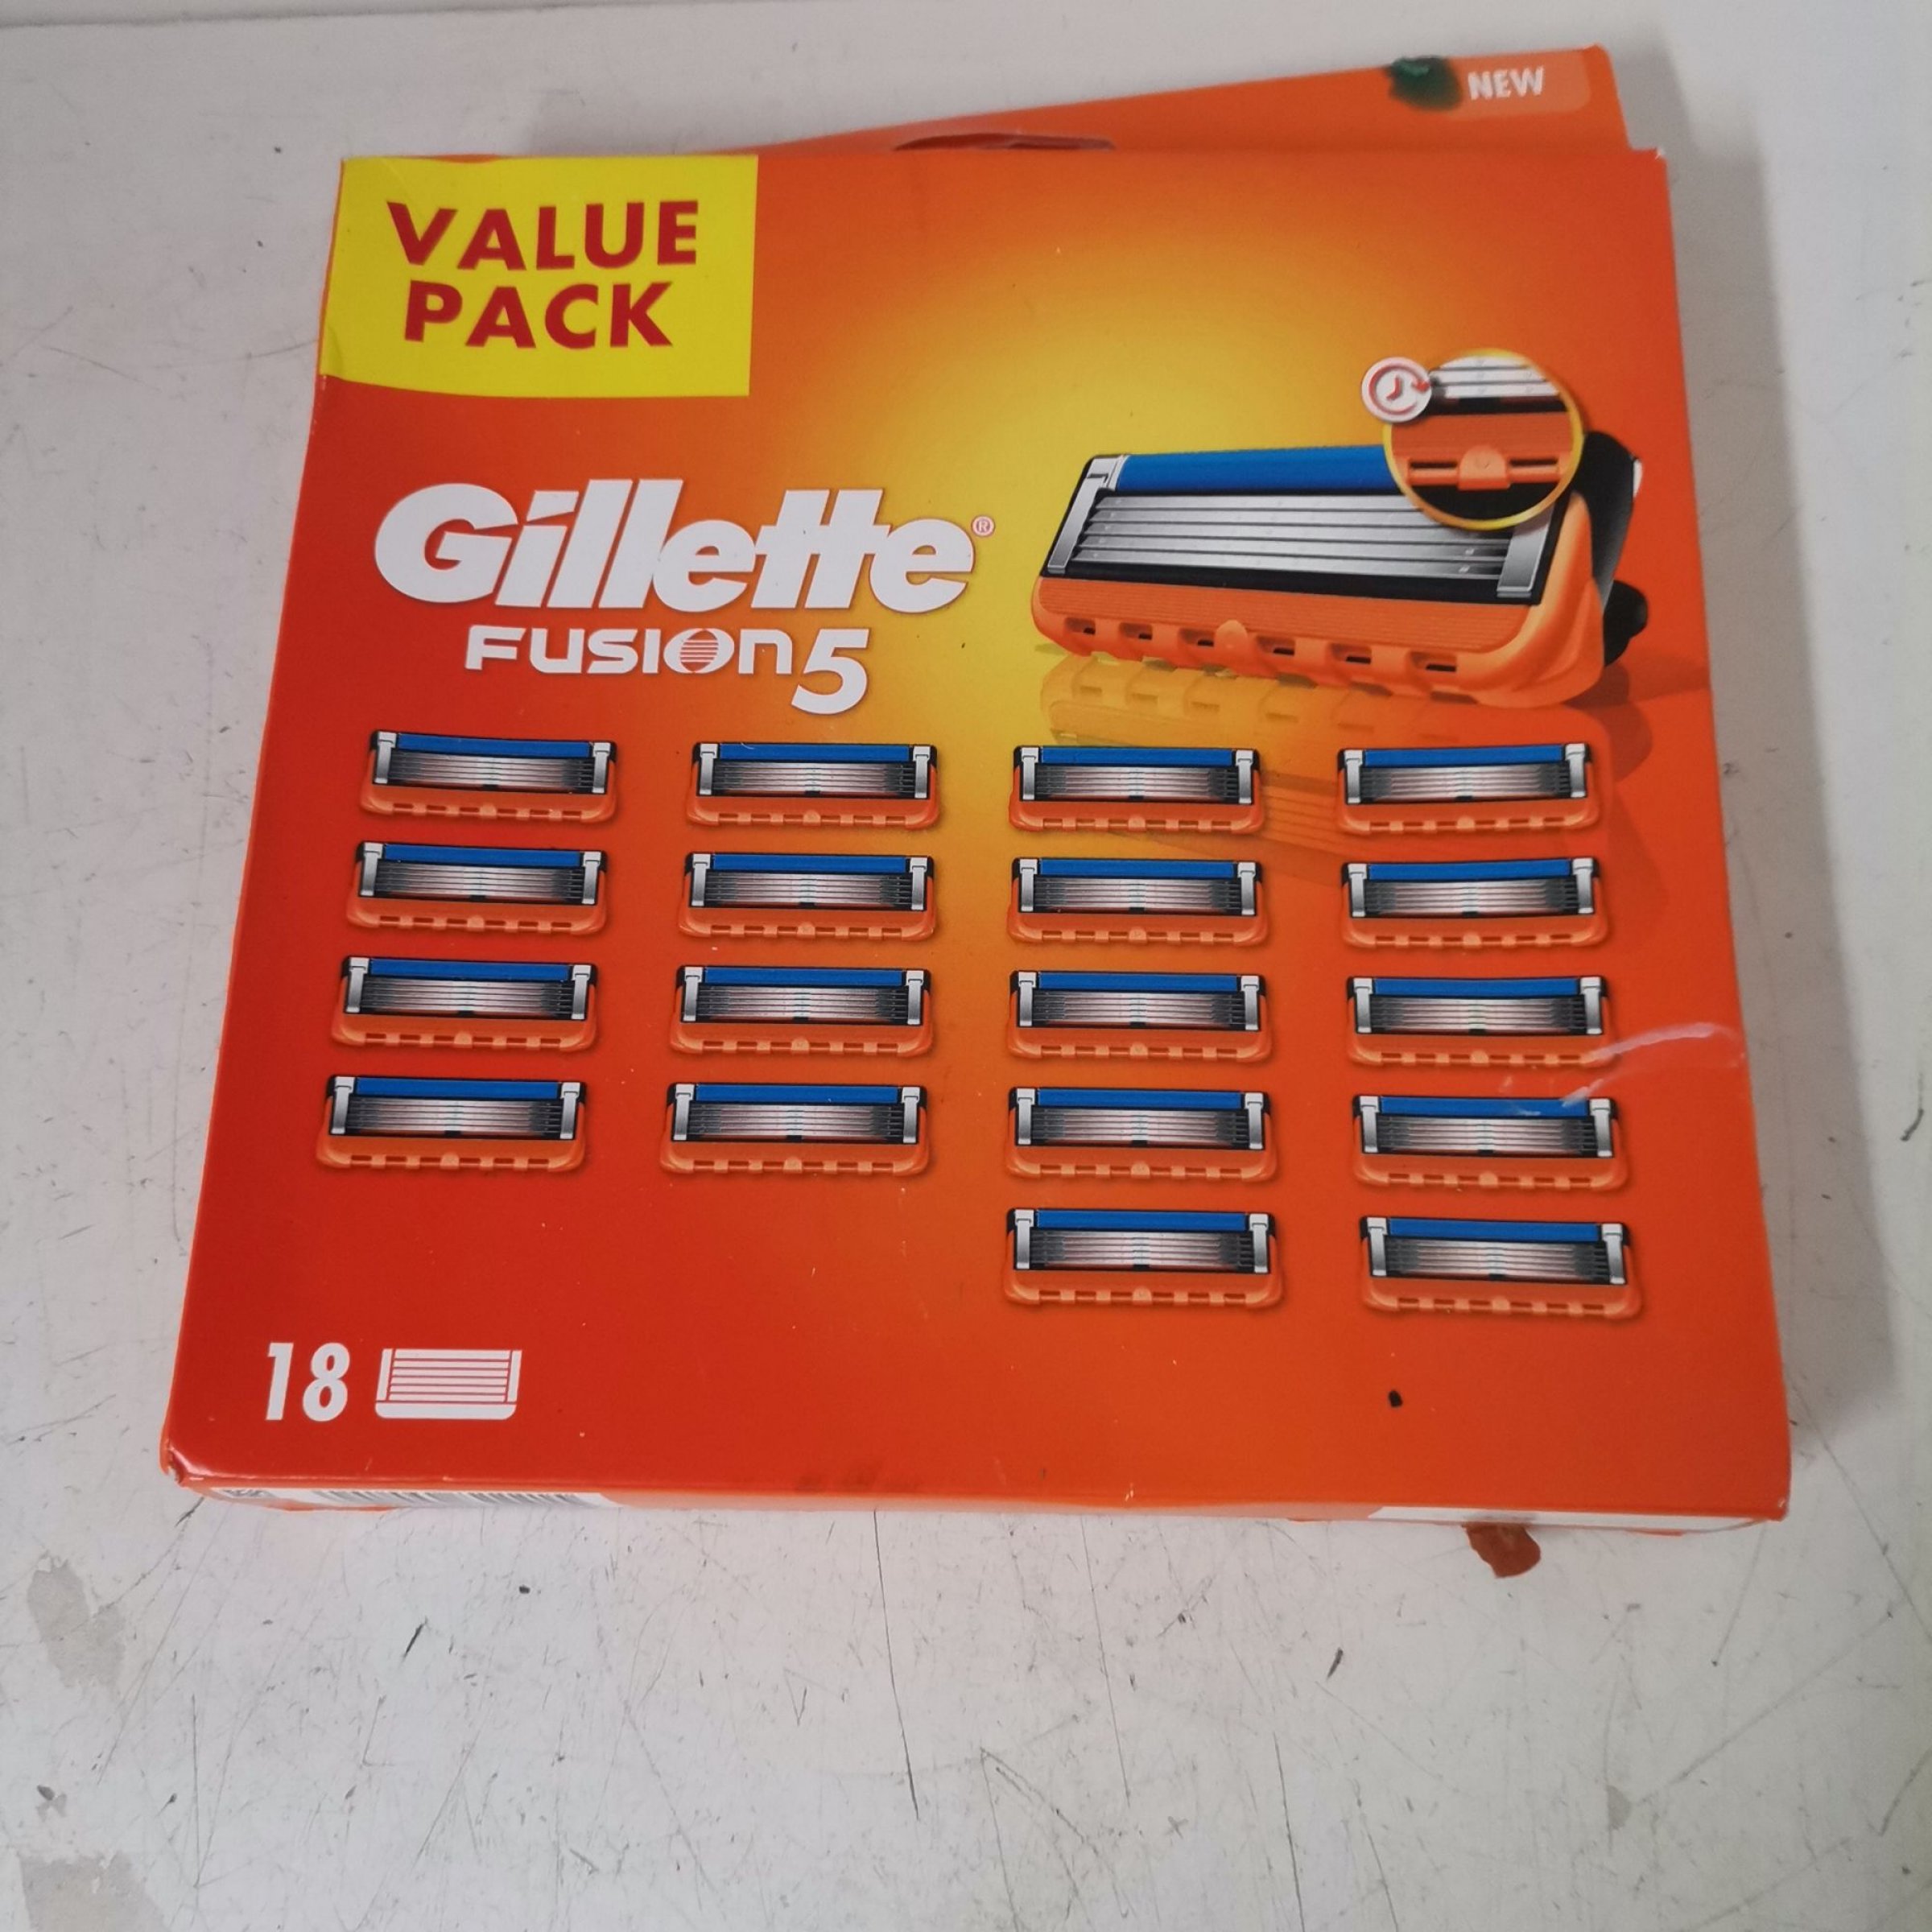 NEW
VALUE
PACK
Gillette®
FUSION5
18